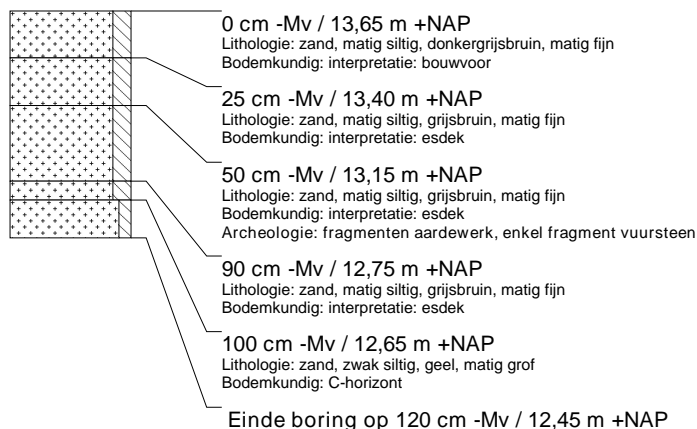 0 cm -Mv / 13,65 m +NAP
Lithologie: zand, matig siltig, donkergrijsbruin, matig fijn
Bodemkundig: interpretatie: bouwvoor
25 cm -Mv / 13,40 m +NAP
Lithologie: zand, matig siltig, grijsbruin, matig fijn
Bodemkundig: interpretatie: esdek
50 cm -Mv / 13,15 m +NAP
Lithologie: zand, matig siltig, grijsbruin, matig fijn
Bodemkundig: interpretatie: esdek
Archeologie: fragmenten aardewerk, enkel fragment vuursteen
90 cm -Mv / 12,75 m +NAP
Lithologie: zand, matig siltig, grijsbruin, matig fijn
Bodemkundig: interpretatie: esdek
100 cm -Mv / 12,65 m +NAP
Lithologie: zand, zwak siltig, geel, matig grof
Bodemkundig: C-horizont
Einde boring op 120 cm -Mv / 12,45 m +NAP